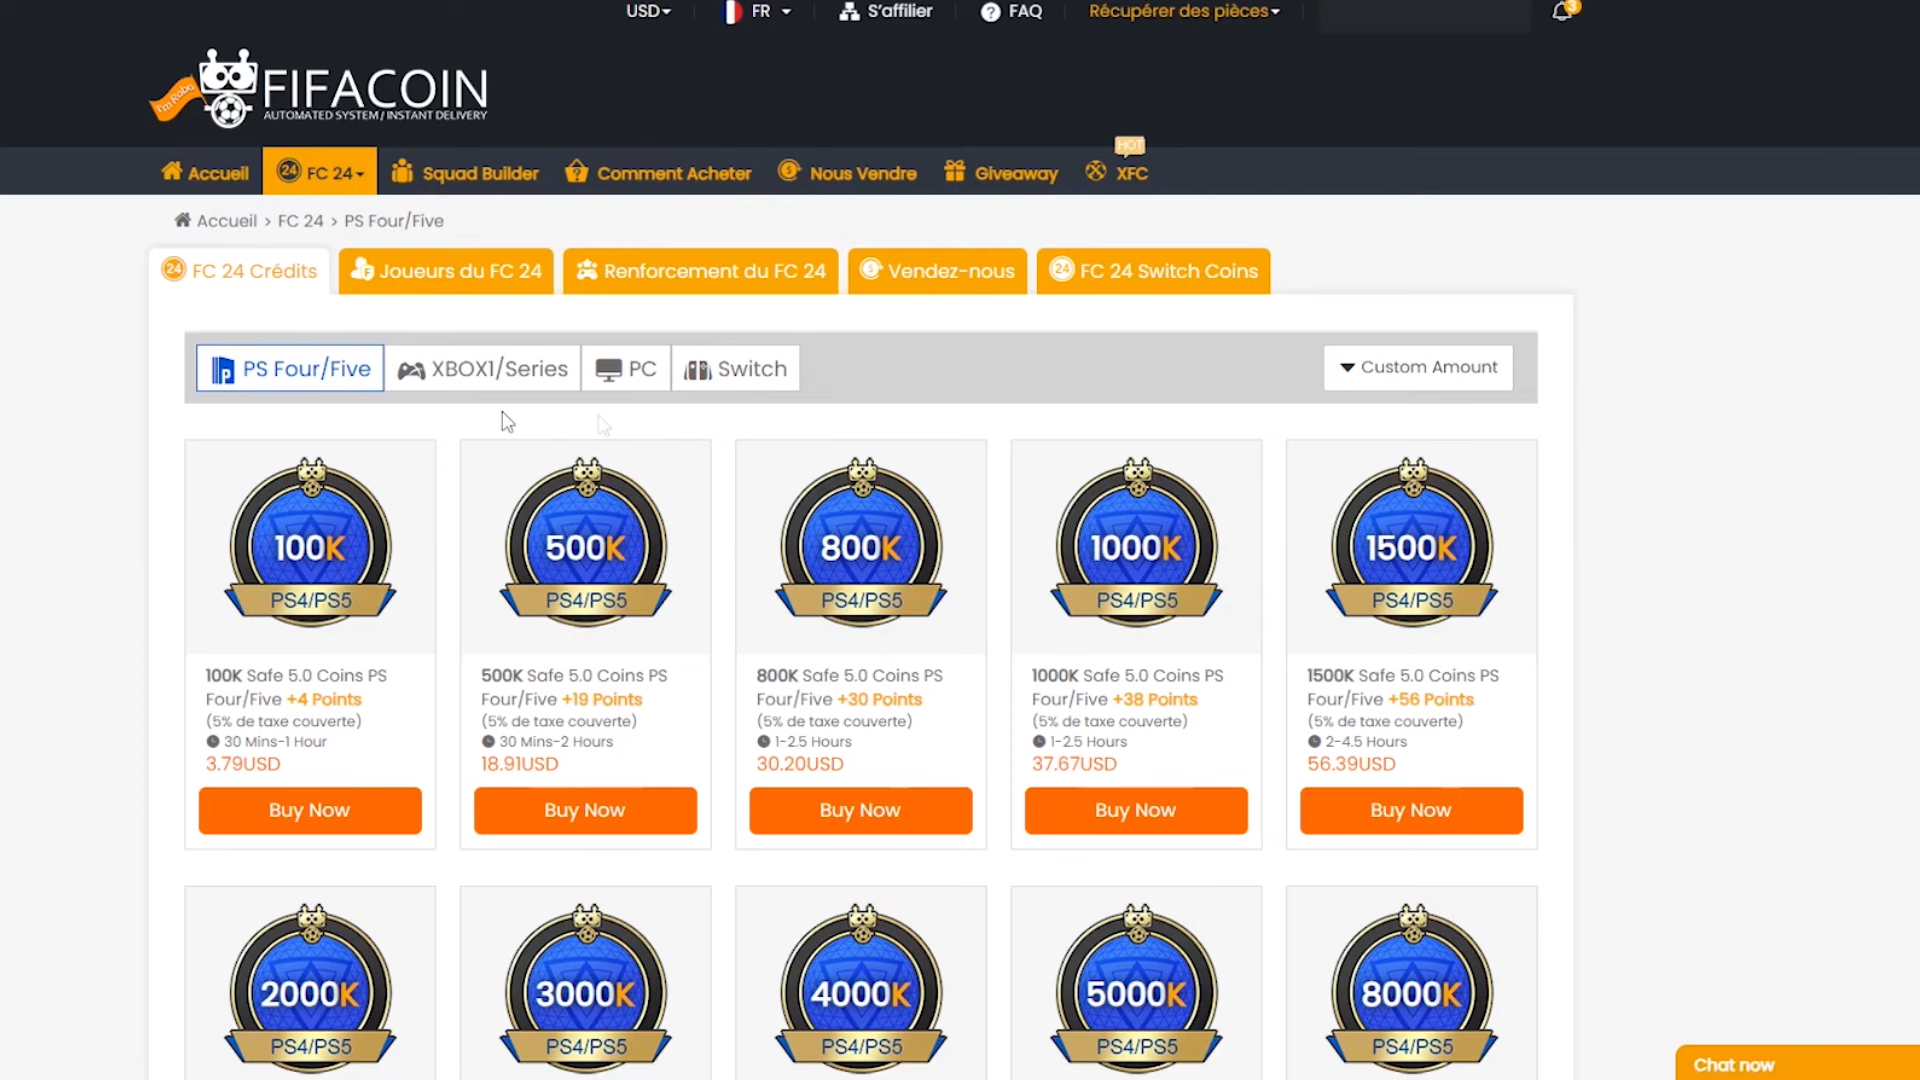 USD
FR
S'affilier
FAQ
Récupérer des pièces
3
I'm Robo
FIFACOIN
AUTOMATED SYSTEM / INSTANT DELIVERY
HOT
Accueil
24 FC 24
Squad Builder
Comment Acheter
Nous Vendre
Giveaway
XFC
Accueil > FC 24 > PS Four/Five
24 FC 24 Crédits
Joueurs du FC 24
Renforcement du FC 24
Vendez-nous
24 FC 24 Switch Coins
PS Four/Five
XBOX1/Series
PC
Switch
Custom Amount
100K
PS4/PS5
100K Safe 5.0 Coins PS
Four/Five +4 Points
(5% de taxe couverte)
30 Mins-1 Hour
3.79USD
Buy Now
500K
PS4/PS5
500K Safe 5.0 Coins PS
Four/Five +19 Points
(5% de taxe couverte)
30 Mins-2 Hours
18.91USD
Buy Now
800K
PS4/PS5
800K Safe 5.0 Coins PS
Four/Five +30 Points
(5% de taxe couverte)
1-2.5 Hours
30.20USD
Buy Now
1000K
PS4/PS5
1000K Safe 5.0 Coins PS
Four/Five +38 Points
(5% de taxe couverte)
1-2.5 Hours
37.67USD
Buy Now
1500K
PS4/PS5
1500K Safe 5.0 Coins PS
Four/Five +56 Points
(5% de taxe couverte)
2-4.5 Hours
56.39USD
Buy Now
2000K
PS4/PS5
3000K
PS4/PS5
4000K
PS4/PS5
5000K
PS4/PS5
8000K
PS4/PS5
Chat now